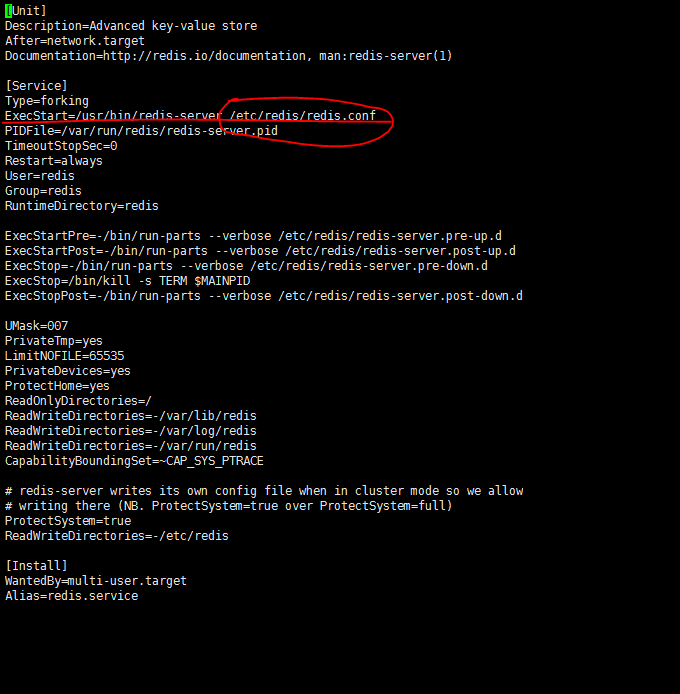 [Unit]
Description=Advanced key-value store
After=network.target
Documentation=http://redis.io/documentation, man:redis-server(1)
[Service]
Type=forking
ExecStart=/usr/bin/redis-server /etc/redis/redis.conf
PIDFile=/var/run/redis/redis-server.pid
TimeoutStopSec=0
Restart=always
User=redis
Group=redis
RuntimeDirectory=redis
ExecStartPre=-/bin/run-parts --verbose /etc/redis/redis-server.pre-up.d
ExecStartPost=-/bin/run-parts --verbose /etc/redis/redis-server.post-up.d
ExecStop=-/bin/run-parts --verbose /etc/redis/redis-server.pre-down.d
ExecStop=/bin/kill -s TERM $MAINPID
ExecStopPost=-/bin/run-parts --verbose /etc/redis/redis-server.post-down.d
UMask=007
PrivateTmp=yes
LimitNOFILE=65535
PrivateDevices=yes
ProtectHome=yes
ReadOnlyDirectories=/
ReadWriteDirectories=-/var/lib/redis
ReadWriteDirectories=-/var/log/redis
ReadWriteDirectories=-/var/run/redis
CapabilityBoundingSet=~CAP_SYS_PTRACE
# redis-server writes its own config file when in cluster mode so we allow
# writing there (NB. ProtectSystem=true over ProtectSystem=full)
ProtectSystem=true
ReadWriteDirectories=-/etc/redis
[Install]
WantedBy=multi-user.target
Alias=redis.service